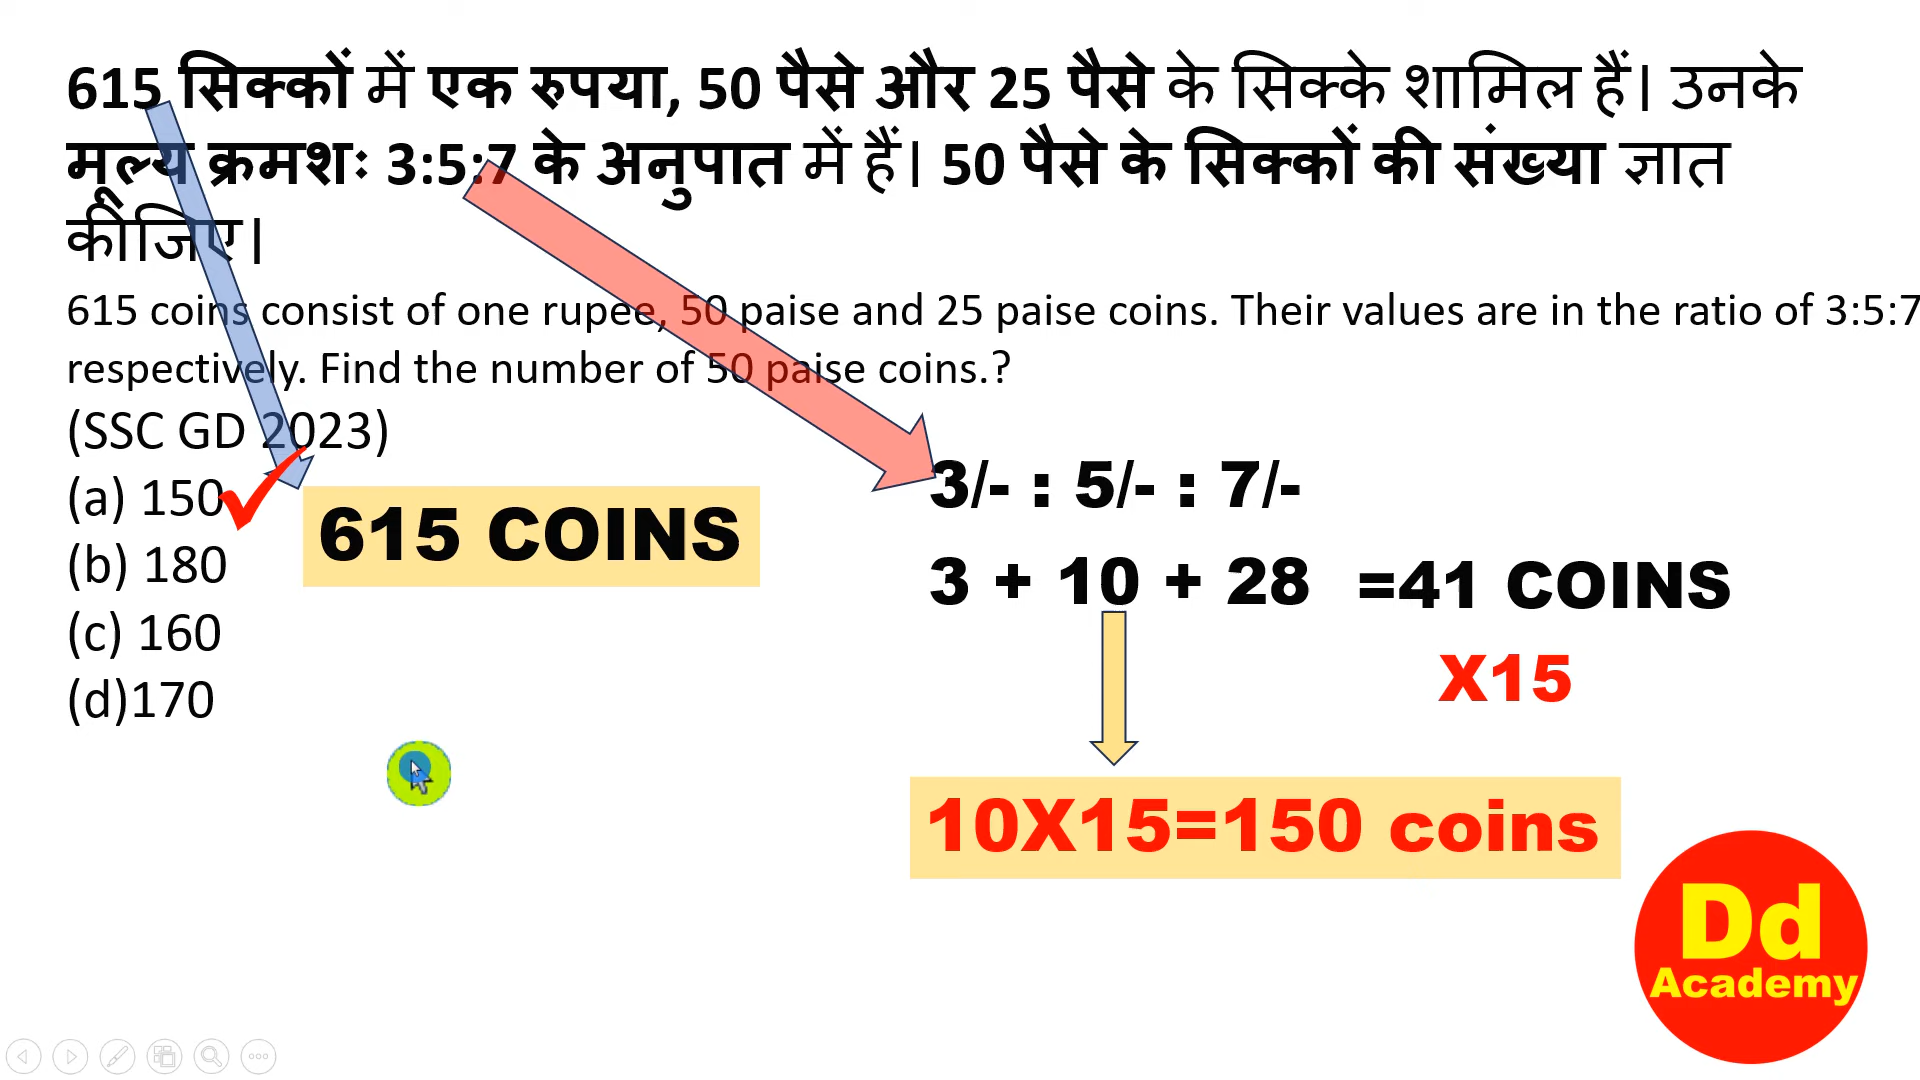 615 सिक्कों में एक रुपया, 50 पैसे और 25 पैसे के सिक्के शामिल हैं। उनके
मूल्य क्रमशः 3:5:7 के अनुपात में हैं। 50 पैसे के सिक्कों की संख्या ज्ञात
कीजिए।
615 coins consist of one rupee, 50 paise and 25 paise coins. Their values are in the ratio of 3:5:7
respectively. Find the number of 50 paise coins.?
(SSC GD 2023)
(a) 150
(b) 180
(c) 160
(d)170
615 COINS
3/- : 5/- : 7/-
3 + 10 + 28 =41 COINS
X15
10X15=150 coins
Dd
Academy